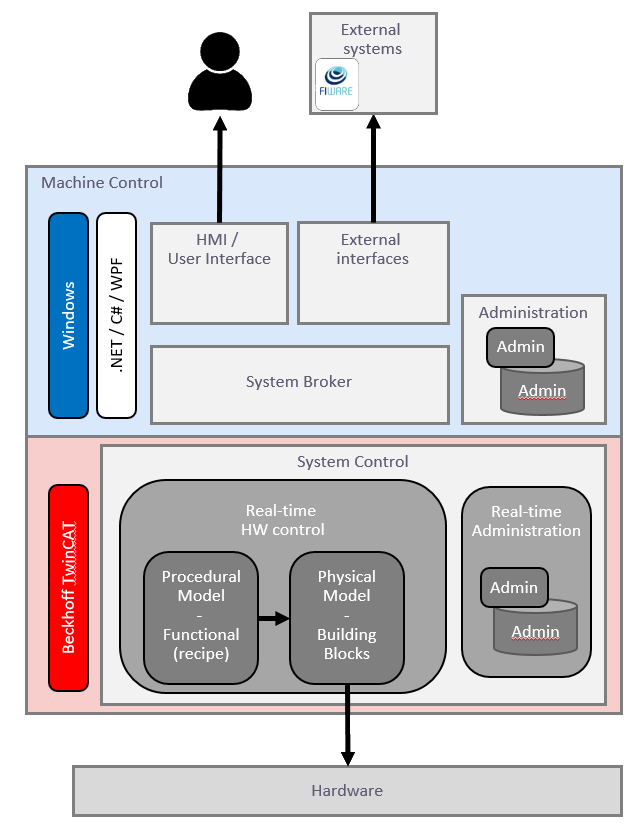 External
systems
FIWARE
Machine Control
Windows
.NET / C# / WPF
HMI /
User Interface
External
interfaces
Administration
Admin
Admin
System Broker
System Control
Beckhoff TwinCAT
Real-time
HW control
Procedural
Model
-
Functional
(recipe)
Physical
Model
-
Building
Blocks
Real-time
Administration
Admin
Admin
Hardware